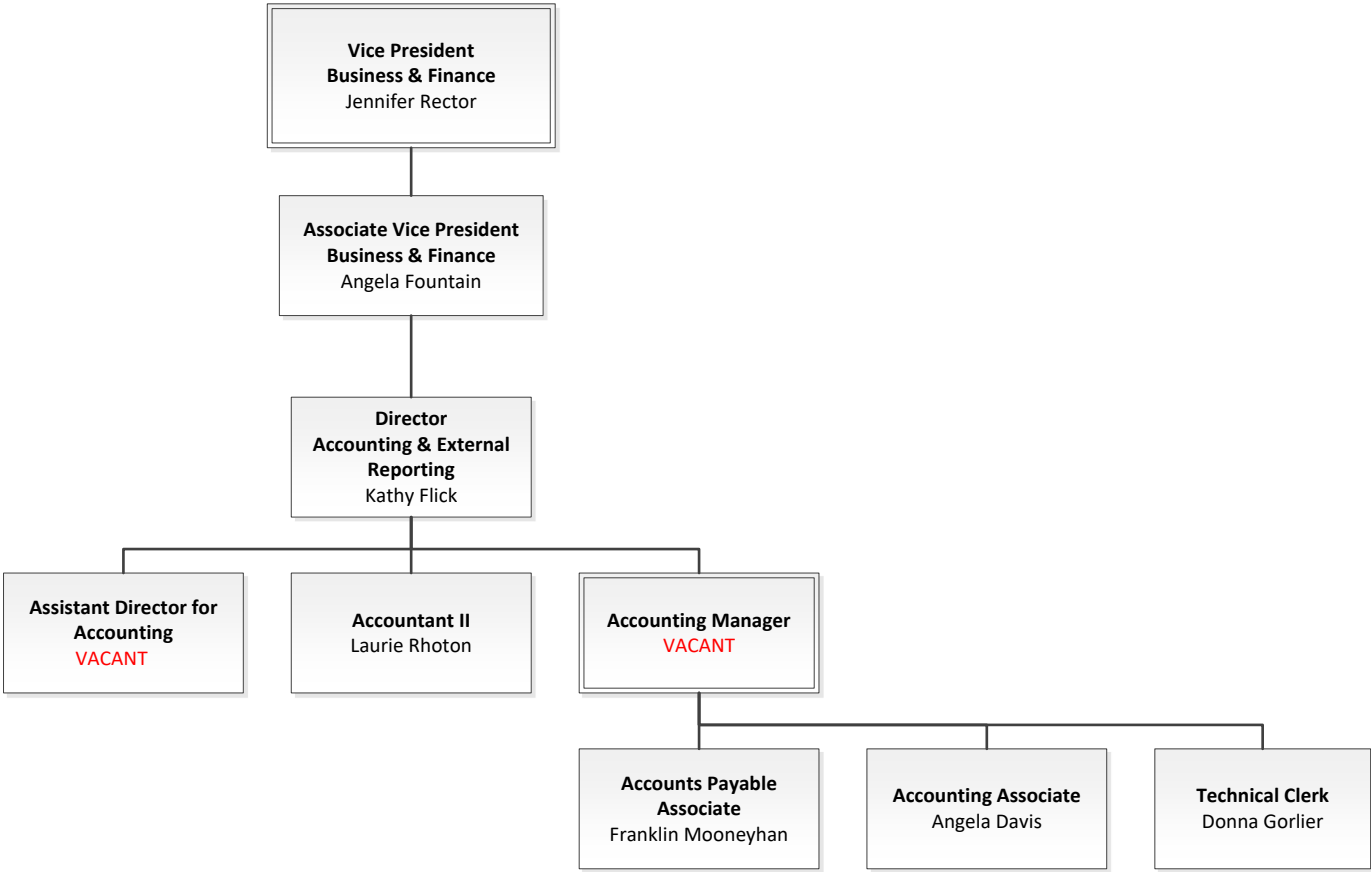 Vice President
Business & Finance
Jennifer Rector
Associate Vice President
Business & Finance
Angela Fountain
Director
Accounting & External
Reporting
Kathy Flick
Assistant Director for
Accounting
VACANT
Accountant II
Laurie Rhoton
Accounting Manager
VACANT
Accounts Payable
Associate
Franklin Mooneyhan
Accounting Associate
Angela Davis
Technical Clerk
Donna Gorlier